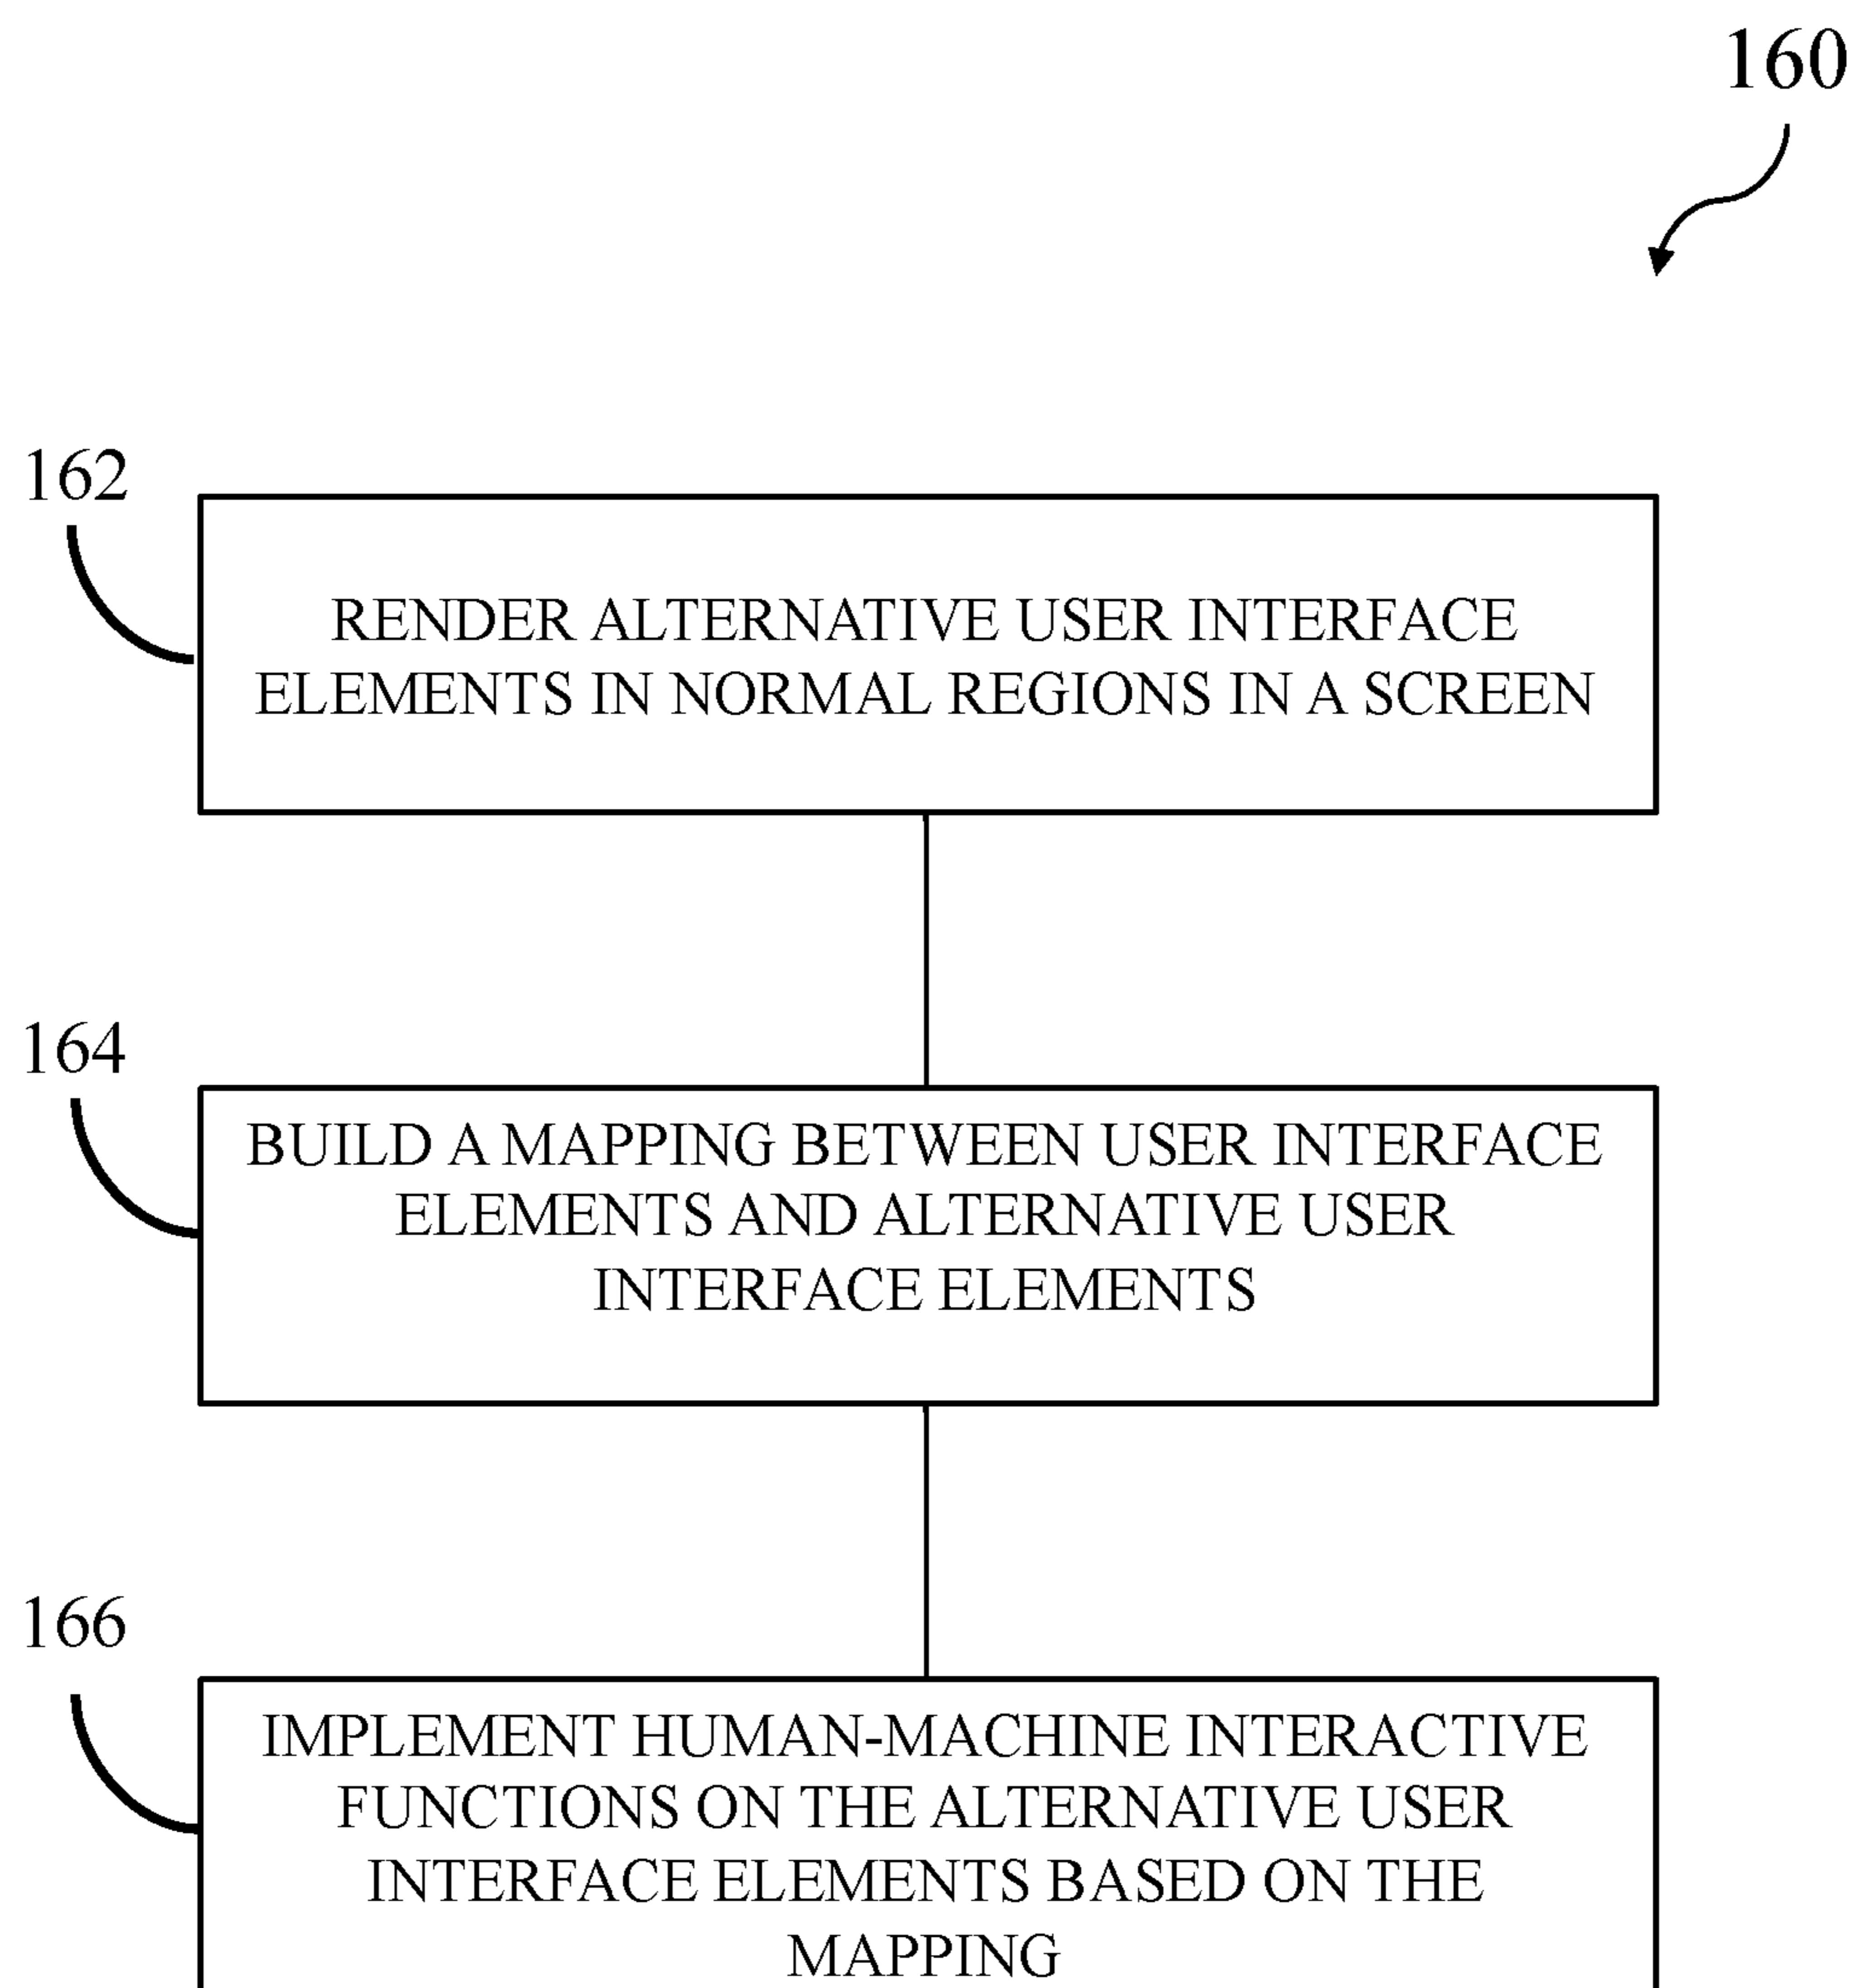 160
162
RENDER ALTERNATIVE USER INTERFACE
ELEMENTS IN NORMAL REGIONS IN A SCREEN
164
BUILD A MAPPING BETWEEN USER INTERFACE
ELEMENTS AND ALTERNATIVE USER
INTERFACE ELEMENTS
166
IMPLEMENT HUMAN-MACHINE INTERACTIVE
FUNCTIONS ON THE ALTERNATIVE USER
INTERFACE ELEMENTS BASED ON THE
MAPPING